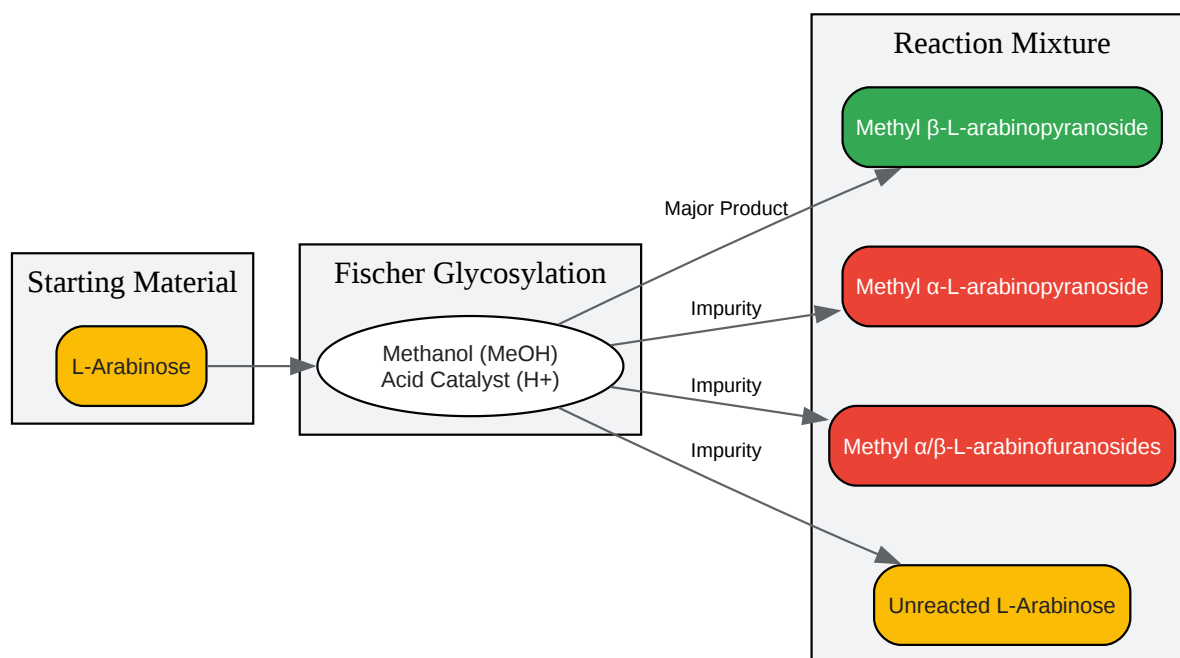 Starting Material
L-Arabinose
Fischer Glycosylation
Methanol (MeOH)
Acid Catalyst (H+)
Major Product
Impurity
Impurity
Impurity
Reaction Mixture
Methyl β-L-arabinopyranoside
Methyl α-L-arabinopyranoside
Methyl α/β-L-arabinofuranosides
Unreacted L-Arabinose